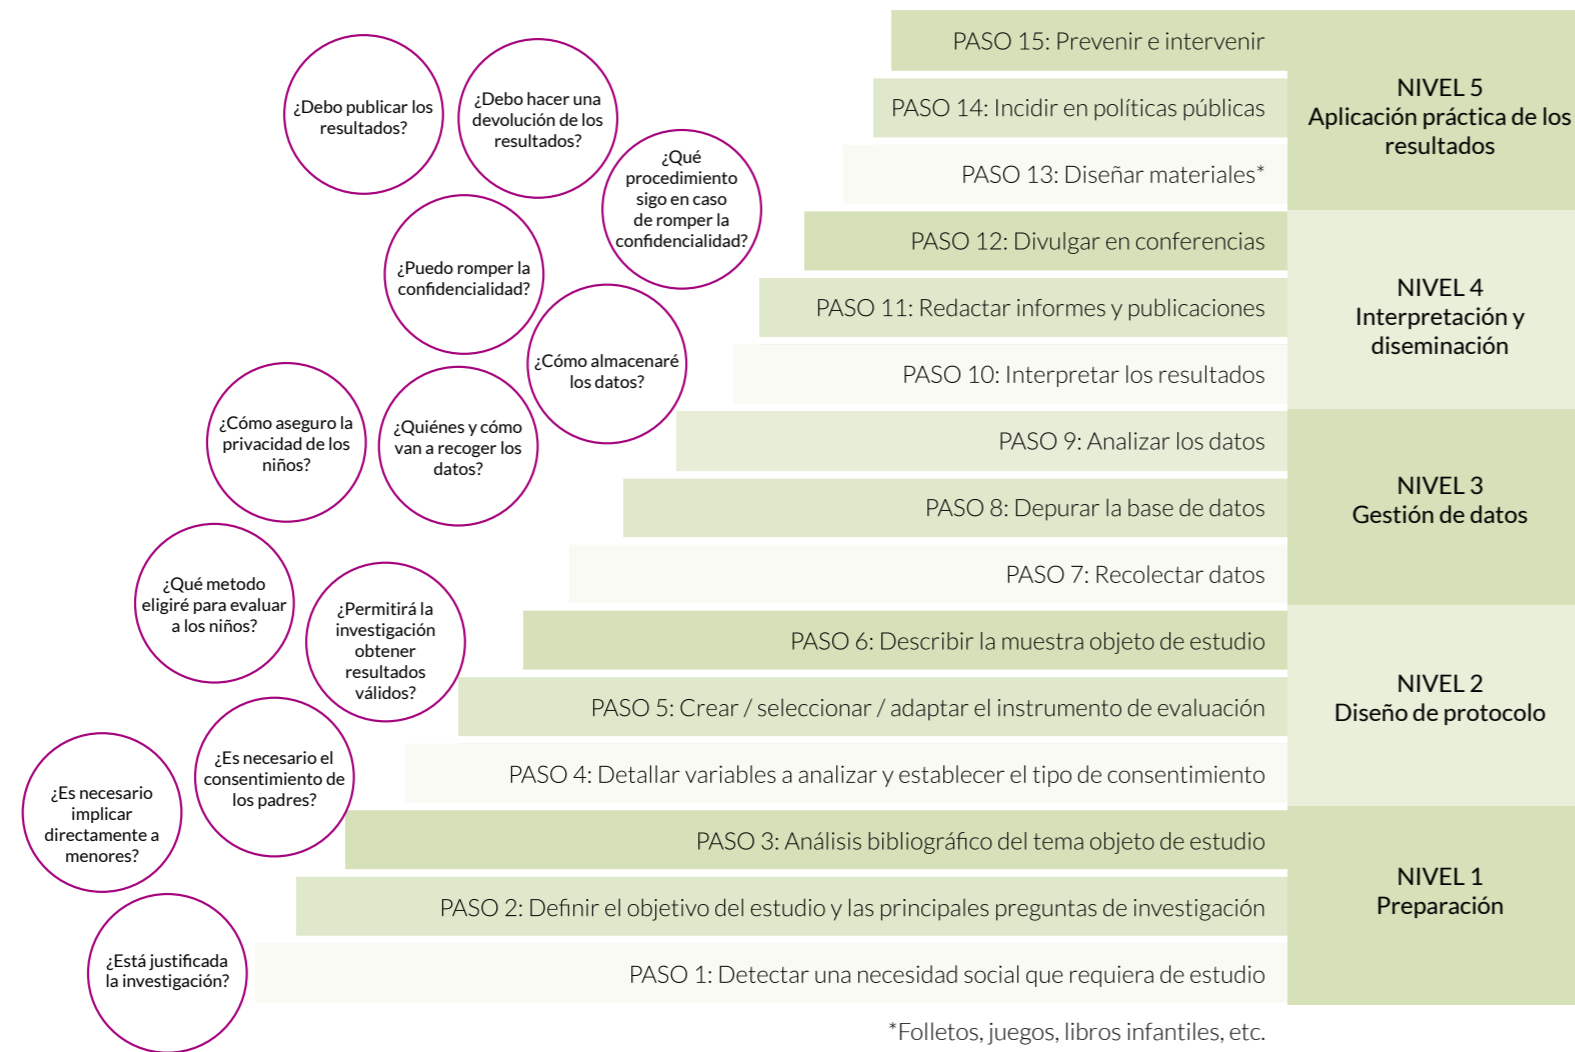 ¿Debo publicar los
resultados?
¿Debo hacer una
devolución de los
resultados?
¿Qué
procedimiento
sigo en caso
de romper la
confidencialidad?
¿Puedo romper la
confidencialidad?
¿Cómo almacenaré
los datos?
¿Cómo aseguro la
privacidad de los
niños?
¿Quiénes y cómo
van a recoger los
datos?
¿Qué metodo
eligiré para evaluar
a los niños?
¿Permitirá la
investigación
obtener
resultados
válidos?
¿Es necesario el
consentimiento de
los padres?
¿Es necesario
implicar
directamente a
menores?
¿Está justificada
la investigación?
PASO 15: Prevenir e intervenir
PASO 14: Incidir en políticas públicas
PASO 13: Diseñar materiales*
NIVEL 5
Aplicación práctica de los
resultados
PASO 12: Divulgar en conferencias
PASO 11: Redactar informes y publicaciones
PASO 10: Interpretar los resultados
NIVEL 4
Interpretación y
diseminación
PASO 9: Analizar los datos
PASO 8: Depurar la base de datos
PASO 7: Recolectar datos
NIVEL 3
Gestión de datos
PASO 6: Describir la muestra objeto de estudio
PASO 5: Crear / seleccionar / adaptar el instrumento de evaluación
PASO 4: Detallar variables a analizar y establecer el tipo de consentimiento
NIVEL 2
Diseño de protocolo
PASO 3: Análisis bibliográfico del tema objeto de estudio
PASO 2: Definir el objetivo del estudio y las principales preguntas de investigación
PASO 1: Detectar una necesidad social que requiera de estudio
NIVEL 1
Preparación
*Folletos, juegos, libros infantiles, etc.